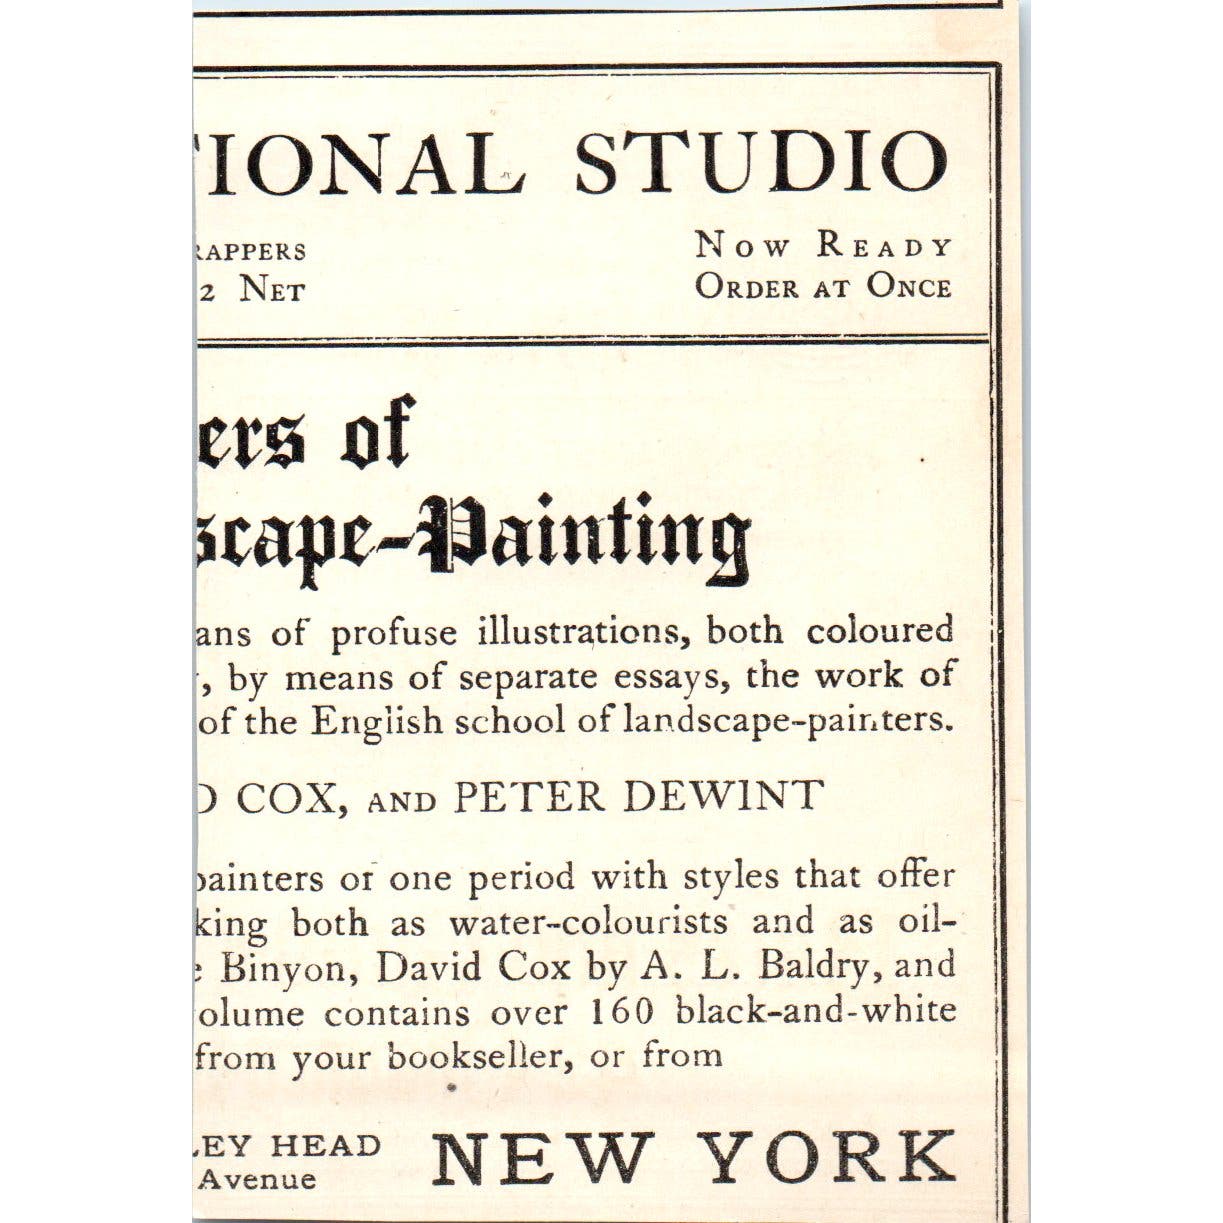 TIONAL STUDIO
RAPPERS
2 NET
NOW READY
ORDER AT ONCE
ers of
scape-Painting
ans of profuse illustrations, both coloured
, by means of separate essays, the work of
of the English school of landscape-painters.
D COX, AND PETER DEWINT
painters of one period with styles that offer
king both as water-colourists and as oil-
e Binyon, David Cox by A. L. Baldry, and
olume contains over 160 black-and-white
from your bookseller, or from
LEY HEAD
Avenue
NEW YORK